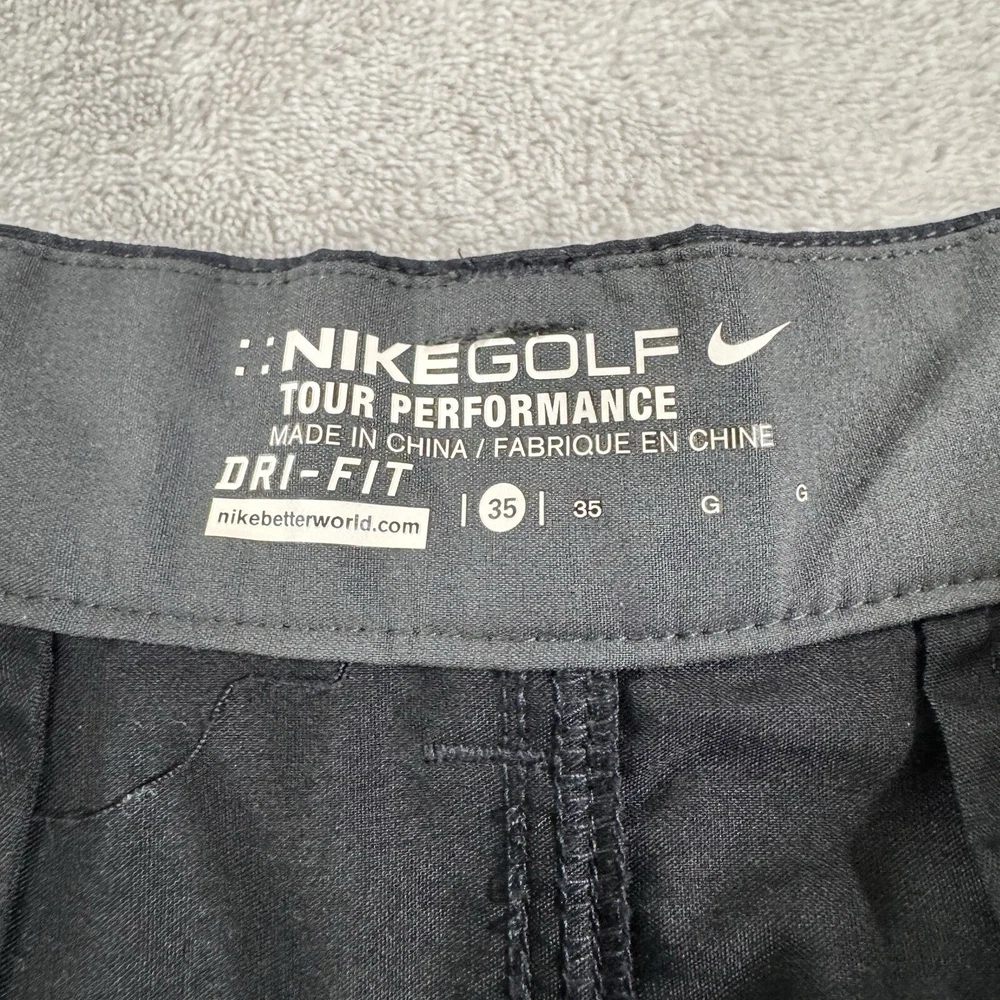 NIKEGOLF
TOUR PERFORMANCE
MADE IN CHINA / FABRIQUE EN CHINE
DRI-FIT
nikebetterworld.com | 35 | 35 G G